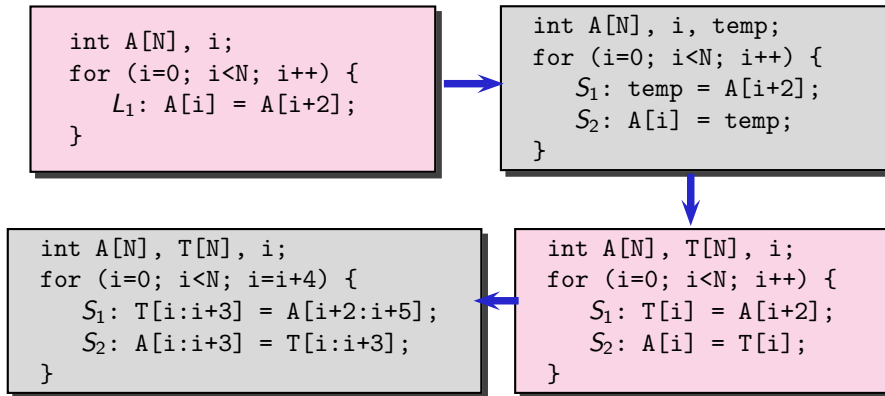 int A[N], i;
for (i=0; i<N; i++) {
L₁: A[i] = A[i+2];
}
int A[N], i, temp;
for (i=0; i<N; i++) {
S₁: temp = A[i+2];
S₂: A[i] = temp;
}
int A[N], T[N], i;
for (i=0; i<N; i=i+4) {
S₁: T[i:i+3] = A[i+2:i+5];
S₂: A[i:i+3] = T[i:i+3];
}
int A[N], T[N], i;
for (i=0; i<N; i++) {
S₁: T[i] = A[i+2];
S₂: A[i] = T[i];
}